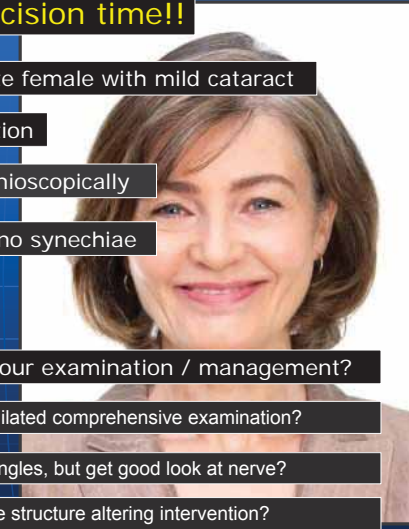 cision time!!
e female with mild cataract
ion
nioscopically
no synechiae
our examination / management?
ilated comprehensive examination?
ngles, but get good look at nerve?
e structure altering intervention?